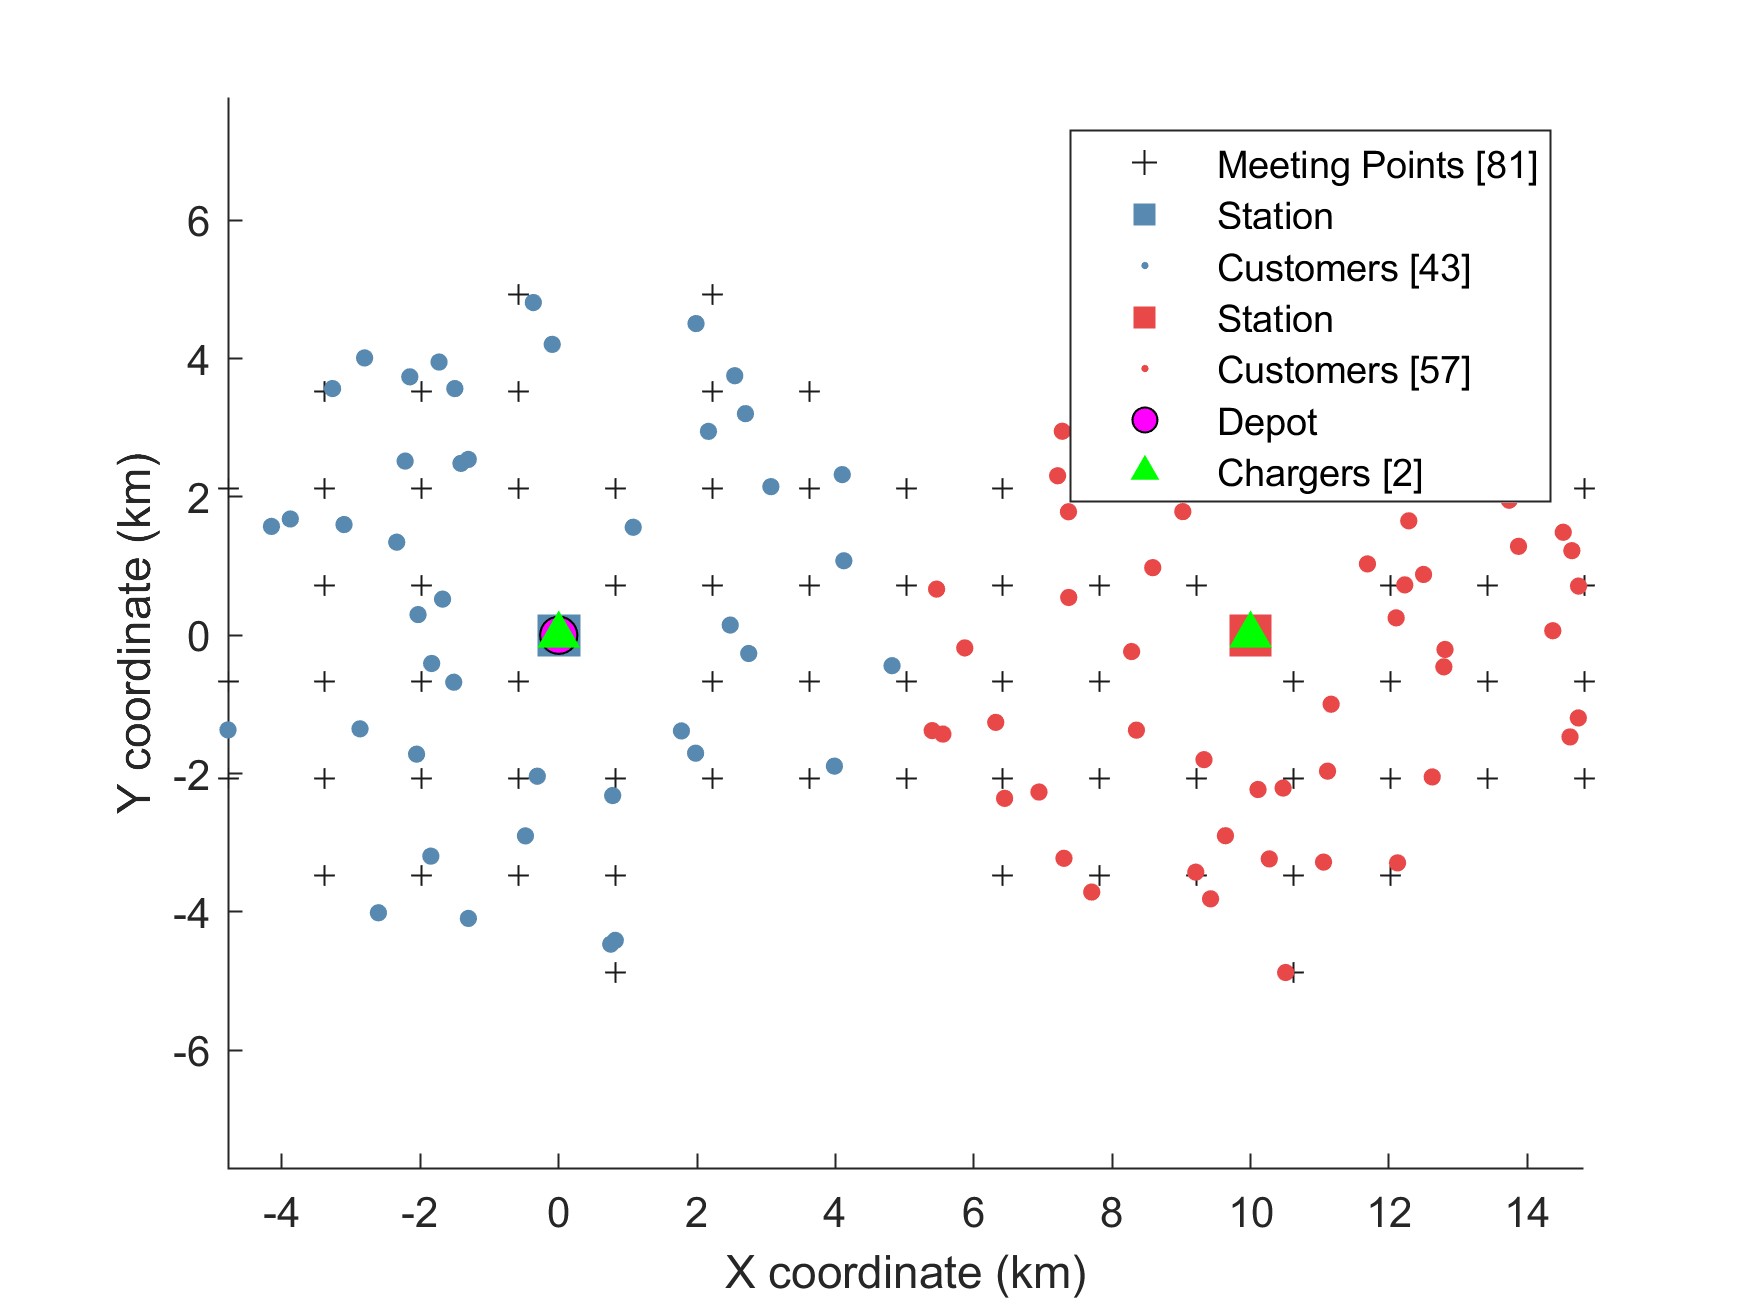 Meeting Points [81]
Station
Customers [43]
Station
Customers [57]
Depot
Chargers [2]
6
4
2
0
-2
-4
-6
Y coordinate (km)
-4 -2 0 2 4 6 8 10 12 14
X coordinate (km)